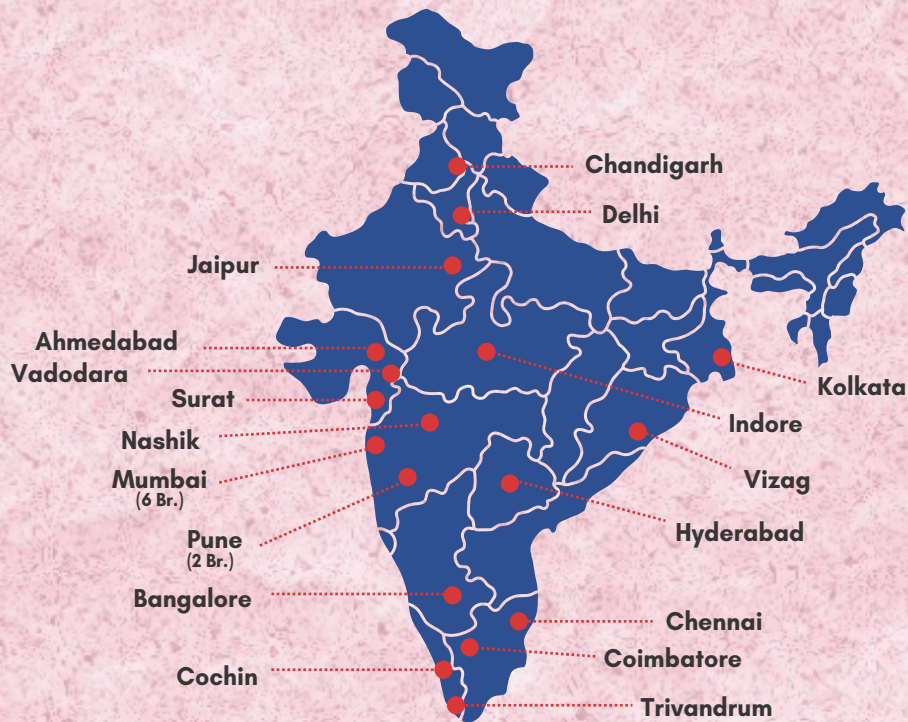 Chandigarh
Delhi
Jaipur
Ahmedabad
Vadodara
Kolkata
Surat
Indore
Nashik
Mumbai
(6 Br.)
Vizag
Hyderabad
Pune
(2 Br.)
Bangalore
Chennai
Coimbatore
Cochin
Trivandrum